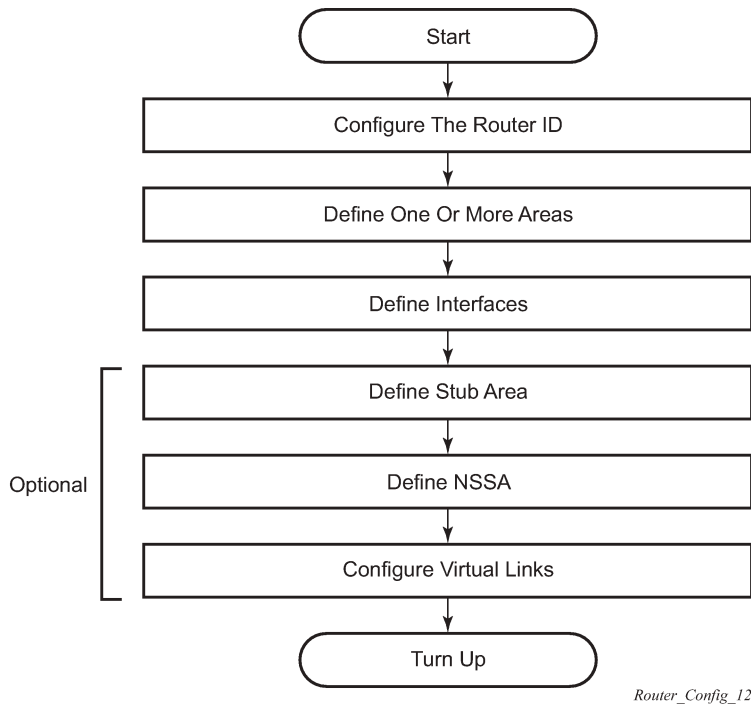 Start
Configure The Router ID
Define One Or More Areas
Define Interfaces
Define Stub Area
Optional
Define NSSA
Configure Virtual Links
Turn Up
Router_Config_12